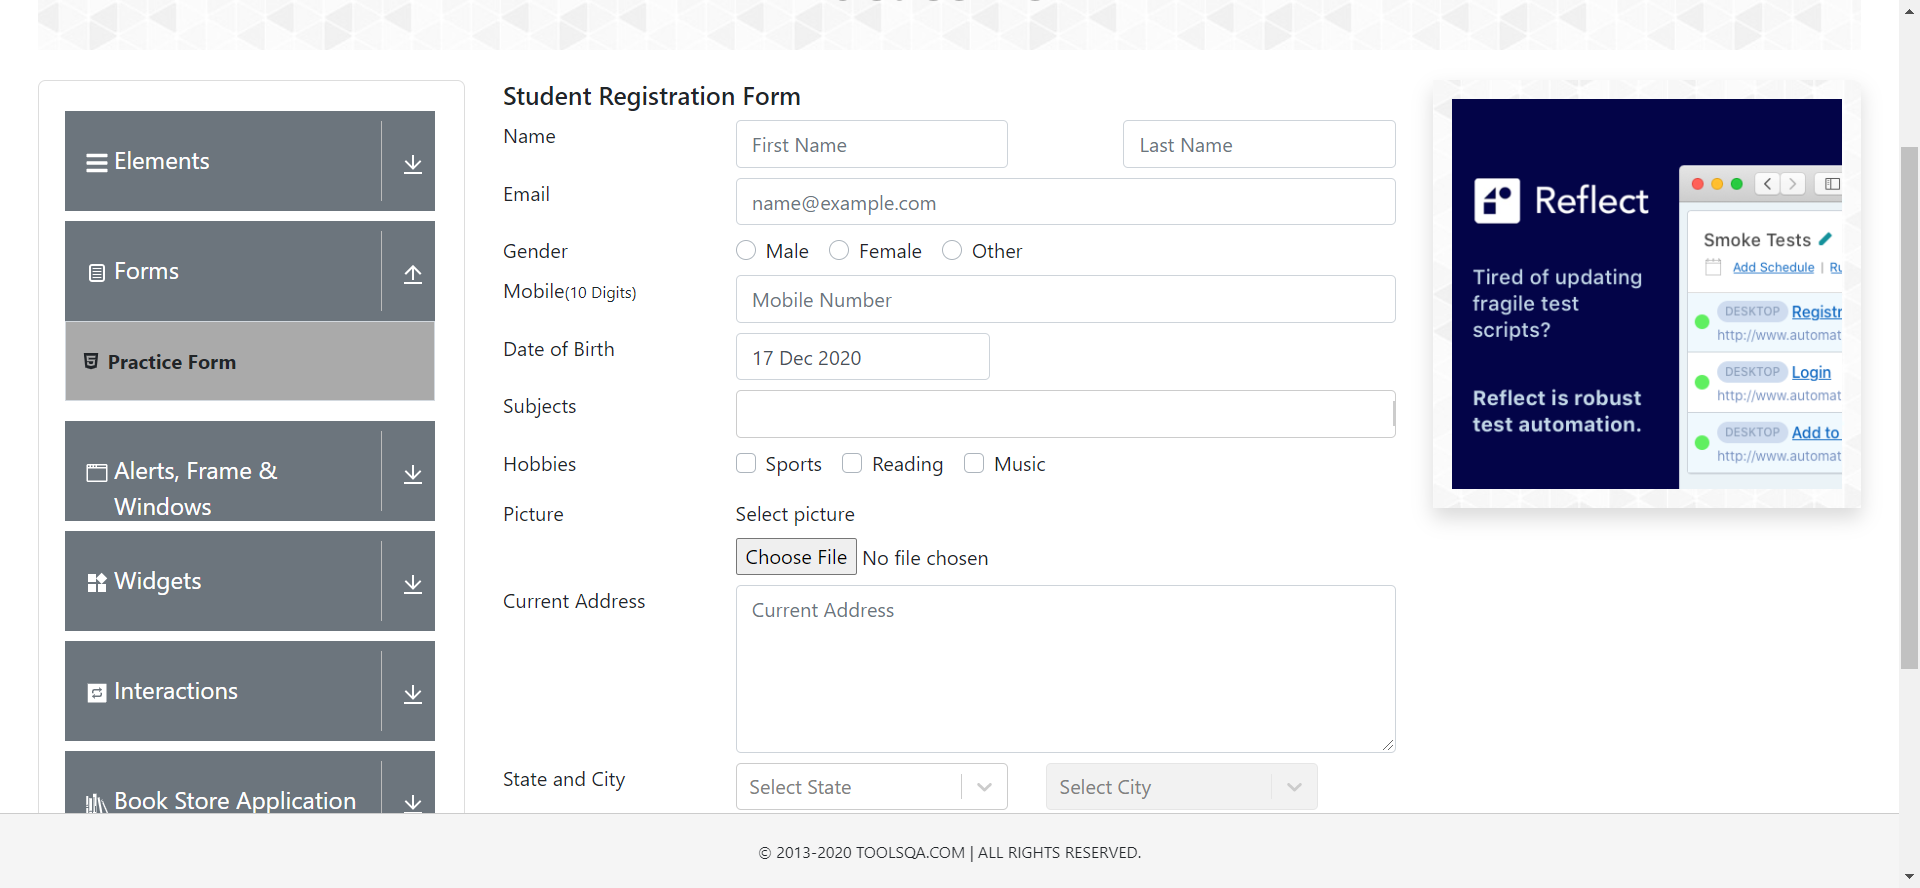 Elements
Forms
Practice Form
Alerts, Frame &
Windows
Widgets
Interactions
Book Store Application
Student Registration Form
Name
First Name
Last Name
Email
name@example.com
Gender
Male
Female
Other
Mobile(10 Digits)
Mobile Number
Date of Birth
17 Dec 2020
Subjects
Hobbies
Sports
Reading
Music
Picture
Select picture
Choose File
No file chosen
Current Address
Current Address
State and City
Select State
Select City
Reflect
Tired of updating
fragile test
scripts?
Reflect is robust
test automation.
Smoke Tests
Add Schedule | Ru
DESKTOP Registr
http://www.automat
DESKTOP Login
http://www.automat
DESKTOP Add to
http://www.automat
© 2013-2020 TOOLSQA.COM | ALL RIGHTS RESERVED.